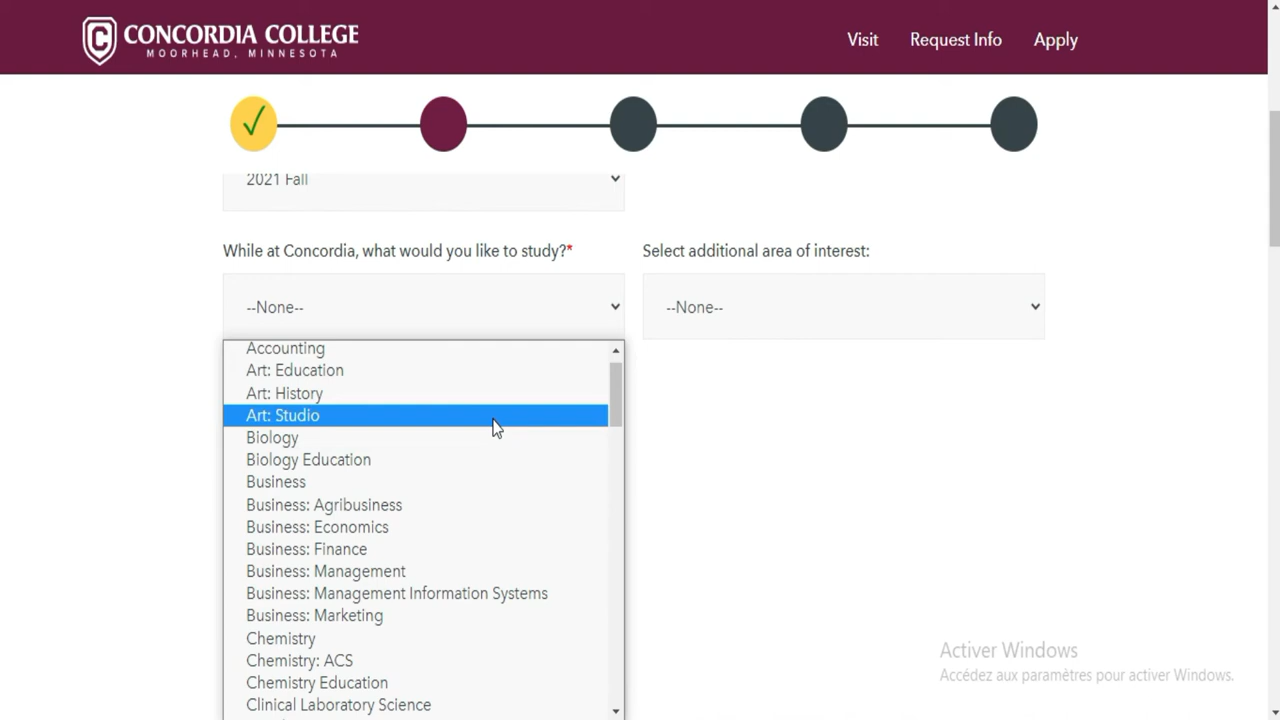 CONCORDIA COLLEGE
MOORHEAD, MINNESOTA
Visit
Request Info
Apply
2021 Fall
While at Concordia, what would you like to study?*
Select additional area of interest:
--None--
--None--
Accounting
Art: Education
Art: History
Art: Studio
Biology
Biology Education
Business
Business: Agribusiness
Business: Economics
Business: Finance
Business: Management
Business: Management Information Systems
Business: Marketing
Chemistry
Chemistry: ACS
Chemistry Education
Clinical Laboratory Science
Activer Windows
Accédez aux paramètres pour activer Windows.